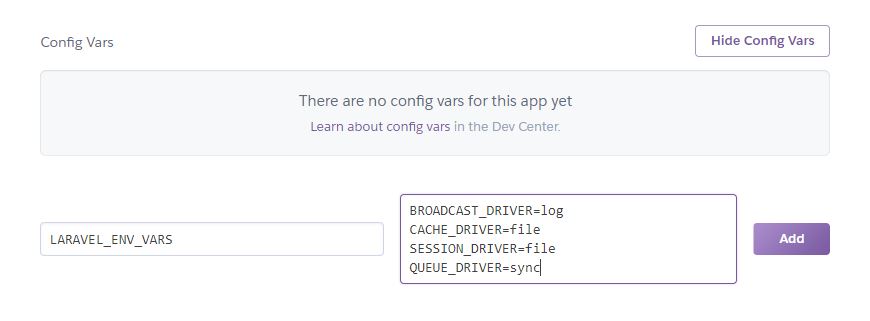 Config Vars
Hide Config Vars
There are no config vars for this app yet
Learn about config vars in the Dev Center.
LARAVEL_ENV_VARS
BROADCAST_DRIVER=log
CACHE_DRIVER=file
SESSION_DRIVER=file
QUEUE_DRIVER=sync
Add